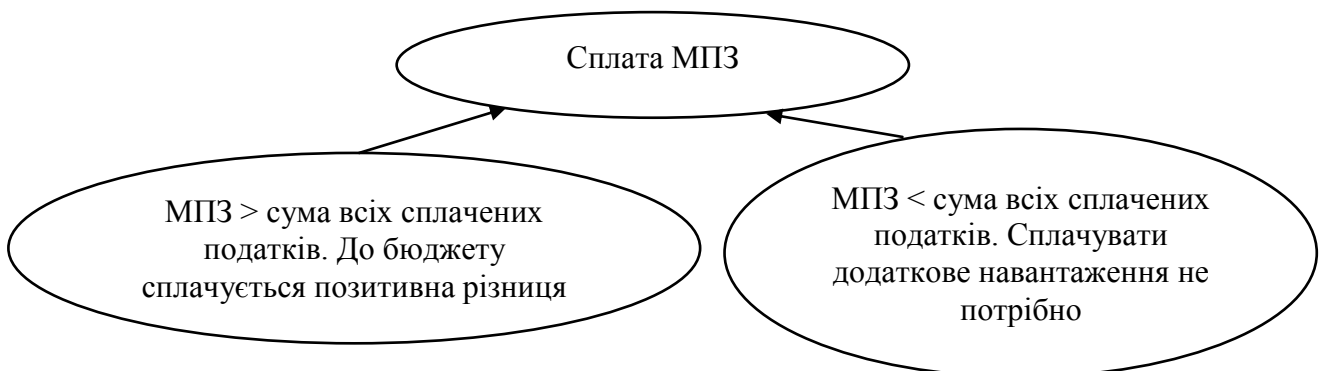 Сплата МПЗ
МПЗ > сума всіх сплачених
податків. До бюджету
сплачується позитивна різниця
МПЗ < сума всіх сплачених
податків. Сплачувати
додаткове навантаження не
потрібно